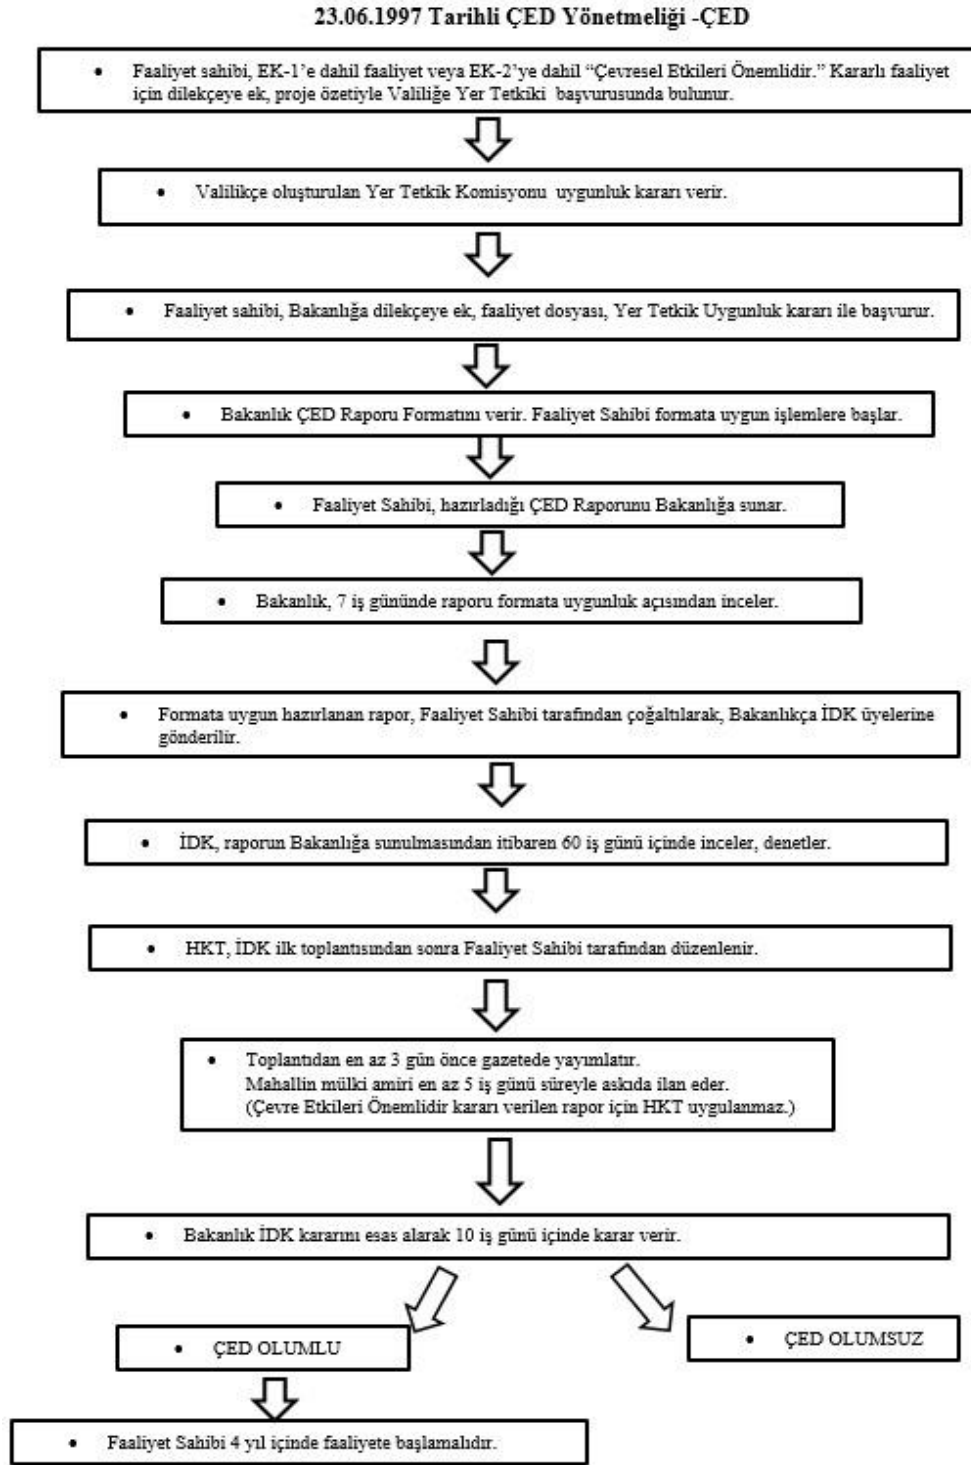 23.06.1997 Tarihli ÇED Yönetmeliği -ÇED
• Faaliyet sahibi, EK-1’e dahil faaliyet veya EK-2’ye dahil “Çevresel Etkileri Önemlidir.” Kararlı faaliyet
için dilekçeye ek, proje özetiyle Valiliğe Yer Tetkiki başvurusunda bulunur.
• Valilikçe oluşturulan Yer Tetkik Komisyonu uygunluk kararı verir.
• Faaliyet sahibi, Bakanlığa dilekçeye ek, faaliyet dosyası, Yer Tetkik Uygunluk kararı ile başvurur.
• Bakanlık ÇED Raporu Formatını verir. Faaliyet Sahibi formata uygun işlemlere başlar.
• Faaliyet Sahibi, hazırladığı ÇED Raporunu Bakanlığa sunar.
• Bakanlık, 7 iş gününde raporu formata uygunluk açısından inceler.
• Formata uygun hazırlanan rapor, Faaliyet Sahibi tarafından çoğaltılarak, Bakanlıkça İDK üyelerine
gönderilir.
• İDK, raporun Bakanlığa sunulmasından itibaren 60 iş günü içinde inceler, denetler.
• HKT, İDK ilk toplantısından sonra Faaliyet Sahibi tarafından düzenlenir.
• Toplantıdan en az 3 gün önce gazetede yayımlatır.
Mahallin mülki amiri en az 5 iş günü süreyle askıda ilan eder.
(Çevre Etkileri Önemlidir kararı verilen rapor için HKT uygulanmaz.)
• Bakanlık İDK kararını esas alarak 10 iş günü içinde karar verir.
• ÇED OLUMLU
• ÇED OLUMSUZ
• Faaliyet Sahibi 4 yıl içinde faaliyete başlamalıdır.